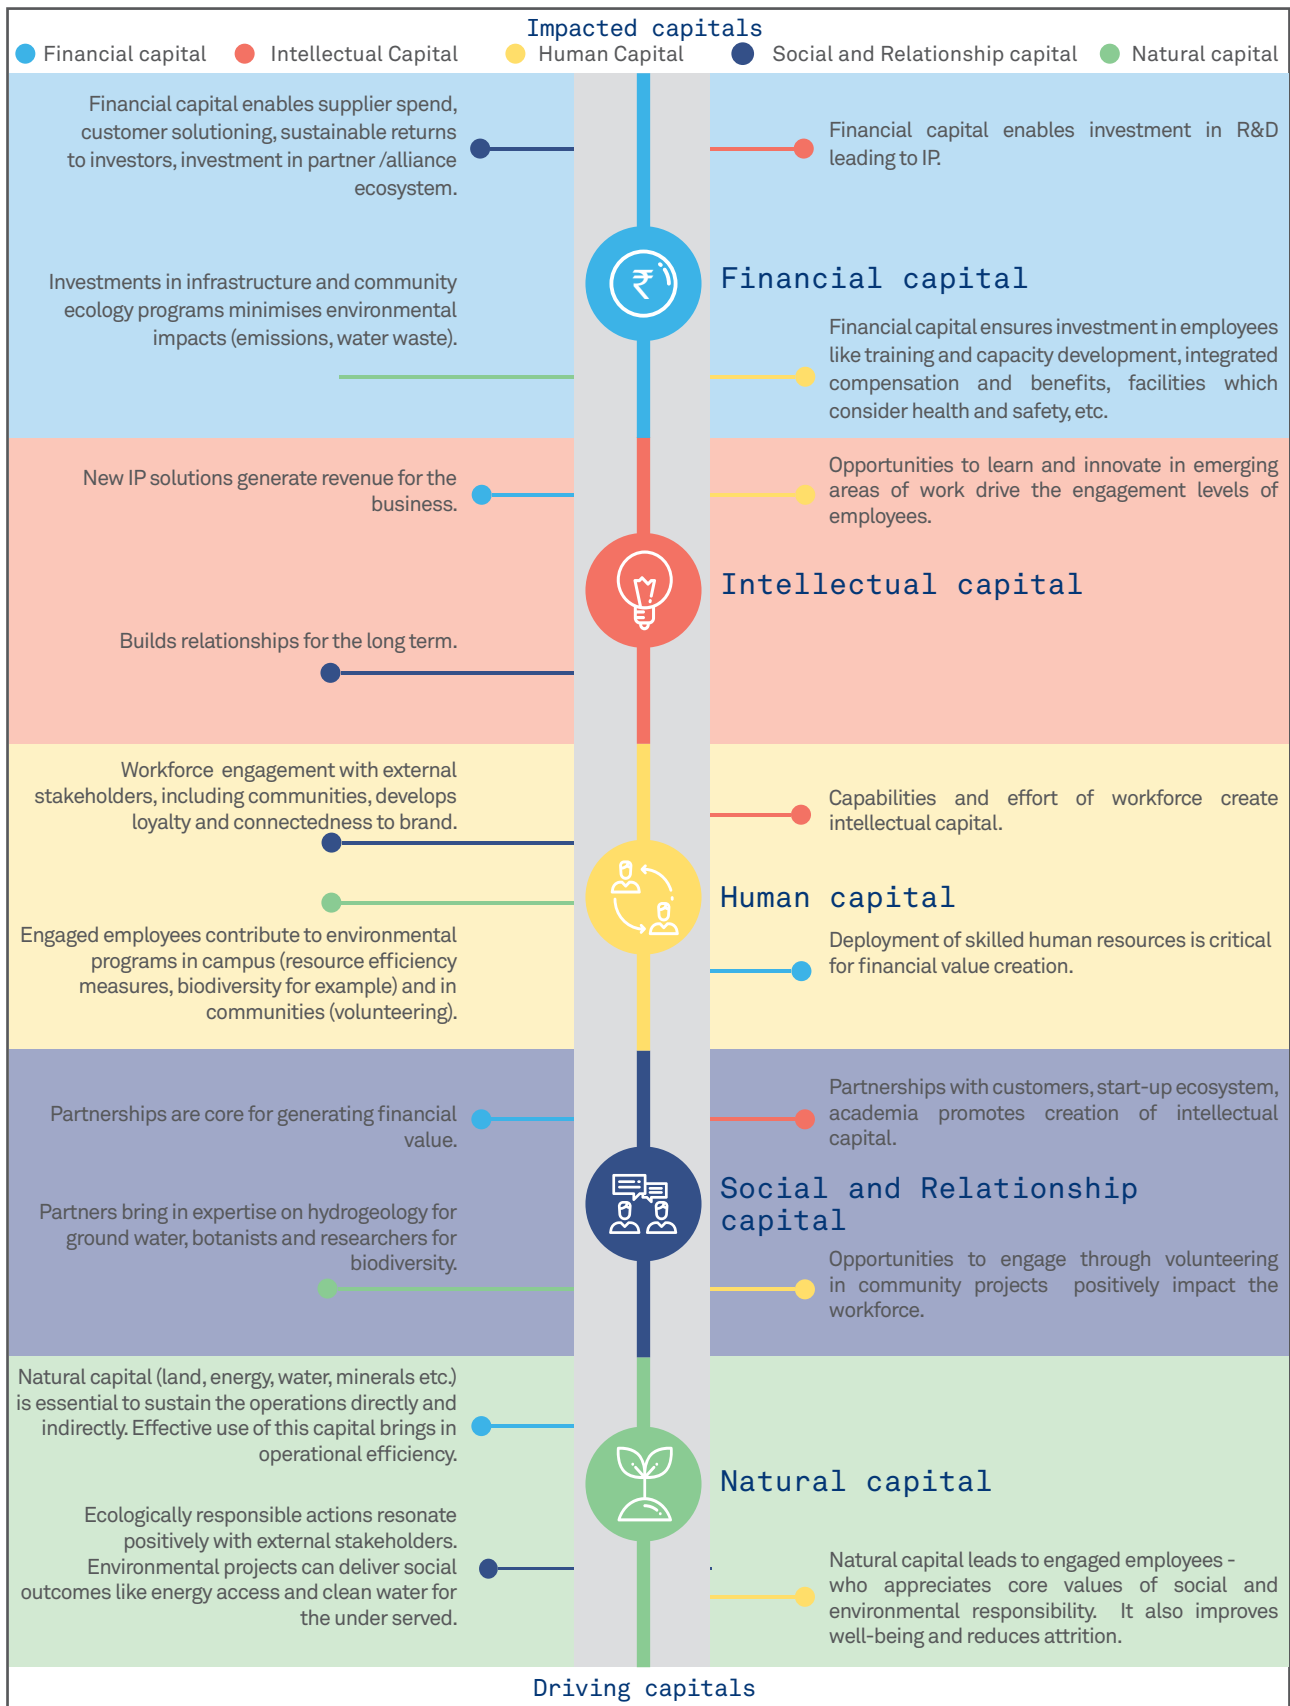 Impacted capitals
Financial capital
Intellectual Capital
Human Capital
Social and Relationship capital
Natural capital
Financial capital enables supplier spend,
customer solutioning, sustainable returns
to investors, investment in partner /alliance
ecosystem.
Financial capital enables investment in R&D
leading to IP.
Investments in infrastructure and community
ecology programs minimises environmental
impacts (emissions, water waste).
₹
Financial capital
Financial capital ensures investment in employees
like training and capacity development, integrated
compensation and benefits, facilities which
consider health and safety, etc.
New IP solutions generate revenue for the
business.
Opportunities to learn and innovate in emerging
areas of work drive the engagement levels of
employees.
Intellectual capital
Builds relationships for the long term.
Workforce engagement with external
stakeholders, including communities, develops
loyalty and connectedness to brand.
Capabilities and effort of workforce create
intellectual capital.
Human capital
Engaged employees contribute to environmental
programs in campus (resource efficiency
measures, biodiversity for example) and in
communities (volunteering).
Deployment of skilled human resources is critical
for financial value creation.
Partnerships are core for generating financial
value.
Partnerships with customers, start-up ecosystem,
academia promotes creation of intellectual
capital.
Social and Relationship
capital
Partners bring in expertise on hydrogeology for
ground water, botanists and researchers for
biodiversity.
Opportunities to engage through volunteering
in community projects positively impact the
workforce.
Natural capital (land, energy, water, minerals etc.)
is essential to sustain the operations directly and
indirectly. Effective use of this capital brings in
operational efficiency.
Natural capital
Ecologically responsible actions resonate
positively with external stakeholders.
Environmental projects can deliver social
outcomes like energy access and clean water for
the under served.
Natural capital leads to engaged employees -
who appreciates core values of social and
environmental responsibility. It also improves
well-being and reduces attrition.
Driving capitals